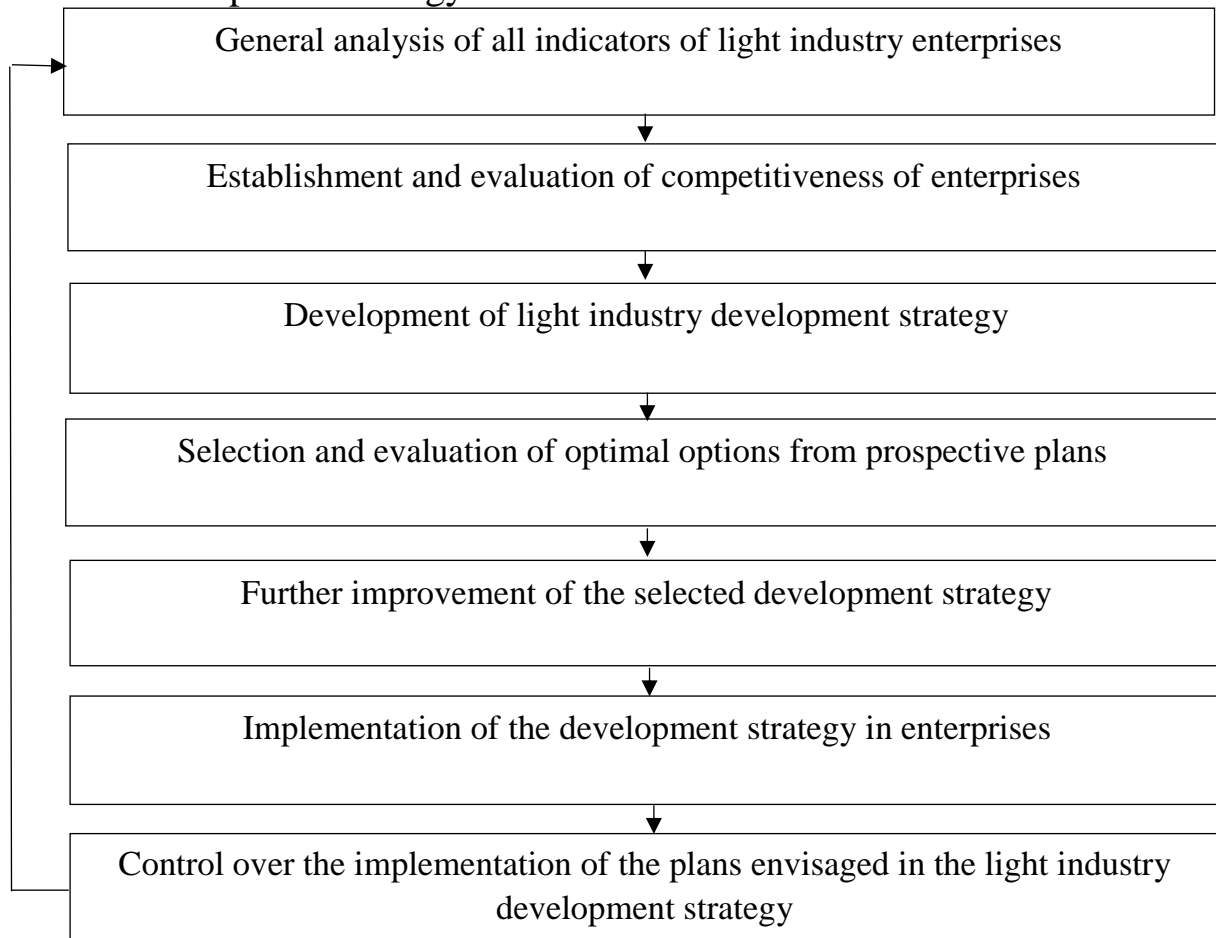 General analysis of all indicators of light industry enterprises
Establishment and evaluation of competitiveness of enterprises
Development of light industry development strategy
Selection and evaluation of optimal options from prospective plans
Further improvement of the selected development strategy
Implementation of the development strategy in enterprises
Control over the implementation of the plans envisaged in the light industry
development strategy